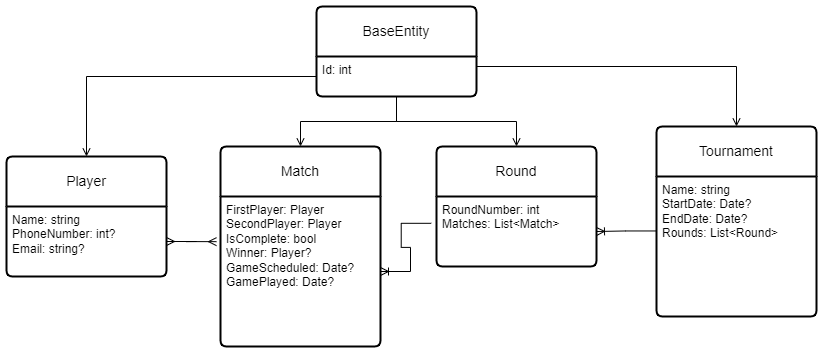 BaseEntity
Id: int
Player
Name: string
PhoneNumber: int?
Email: string?
Match
FirstPlayer: Player
SecondPlayer: Player
IsComplete: bool
Winner: Player?
GameScheduled: Date?
GamePlayed: Date?
Round
RoundNumber: int
Matches: List<Match>
Tournament
Name: string
StartDate: Date?
EndDate: Date?
Rounds: List<Round>